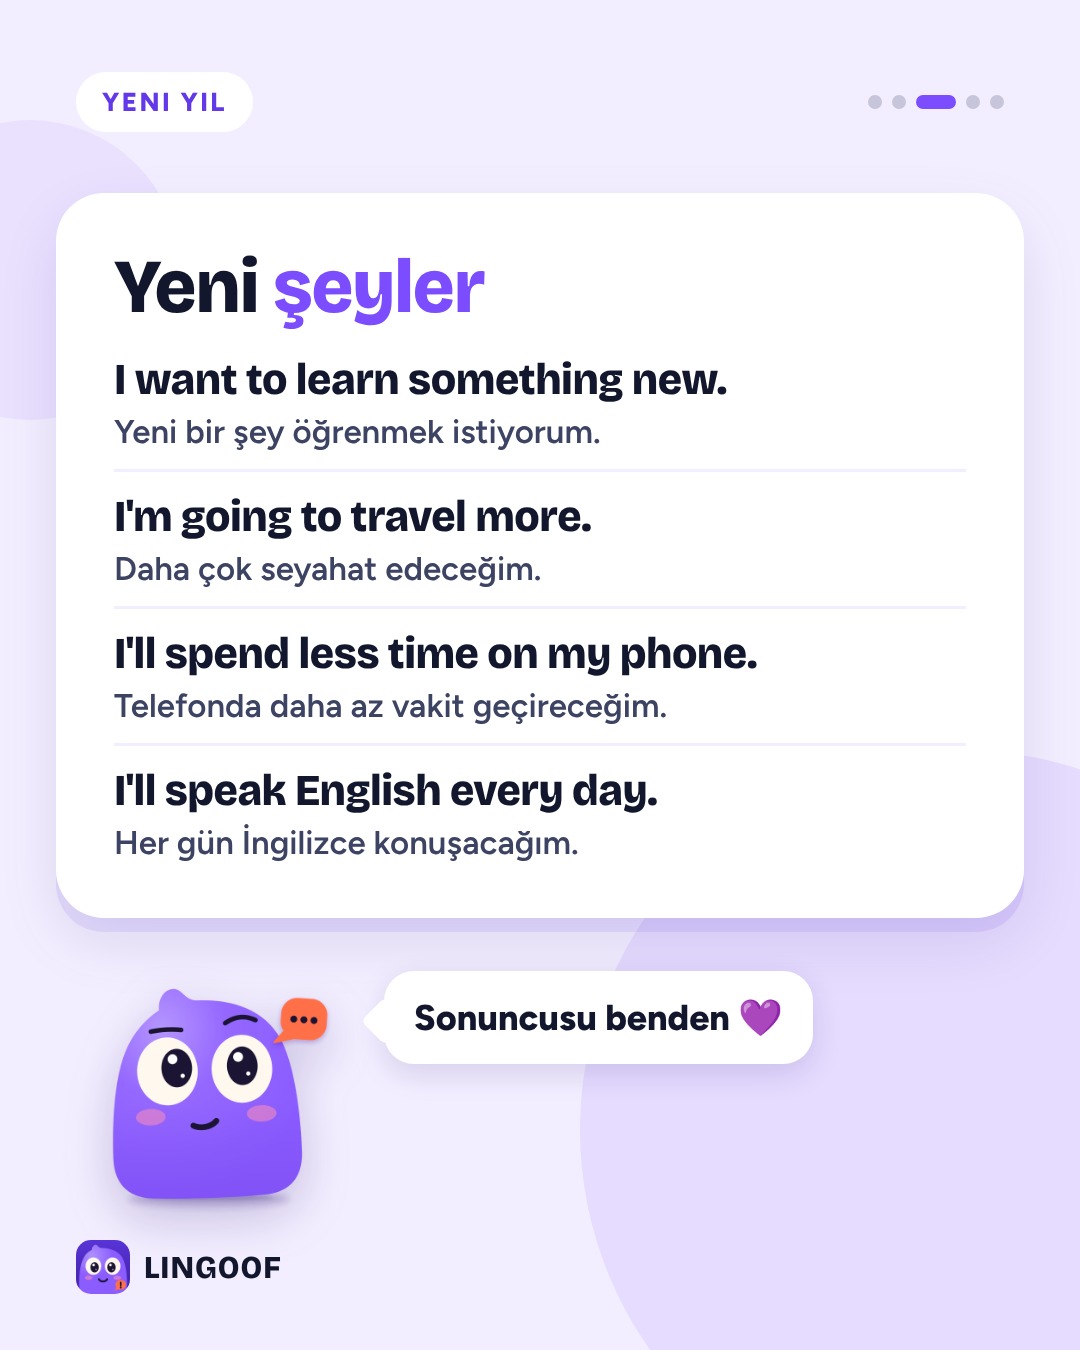 YENI YIL
Yeni şeyler
I want to learn something new.
Yeni bir şey öğrenmek istiyorum.
I'm going to travel more.
Daha çok seyahat edeceğim.
I'll spend less time on my phone.
Telefonda daha az vakit geçireceğim.
I'll speak English every day.
Her gün İngilizce konuşacağım.
Sonuncusu benden 💜
LINGOOF